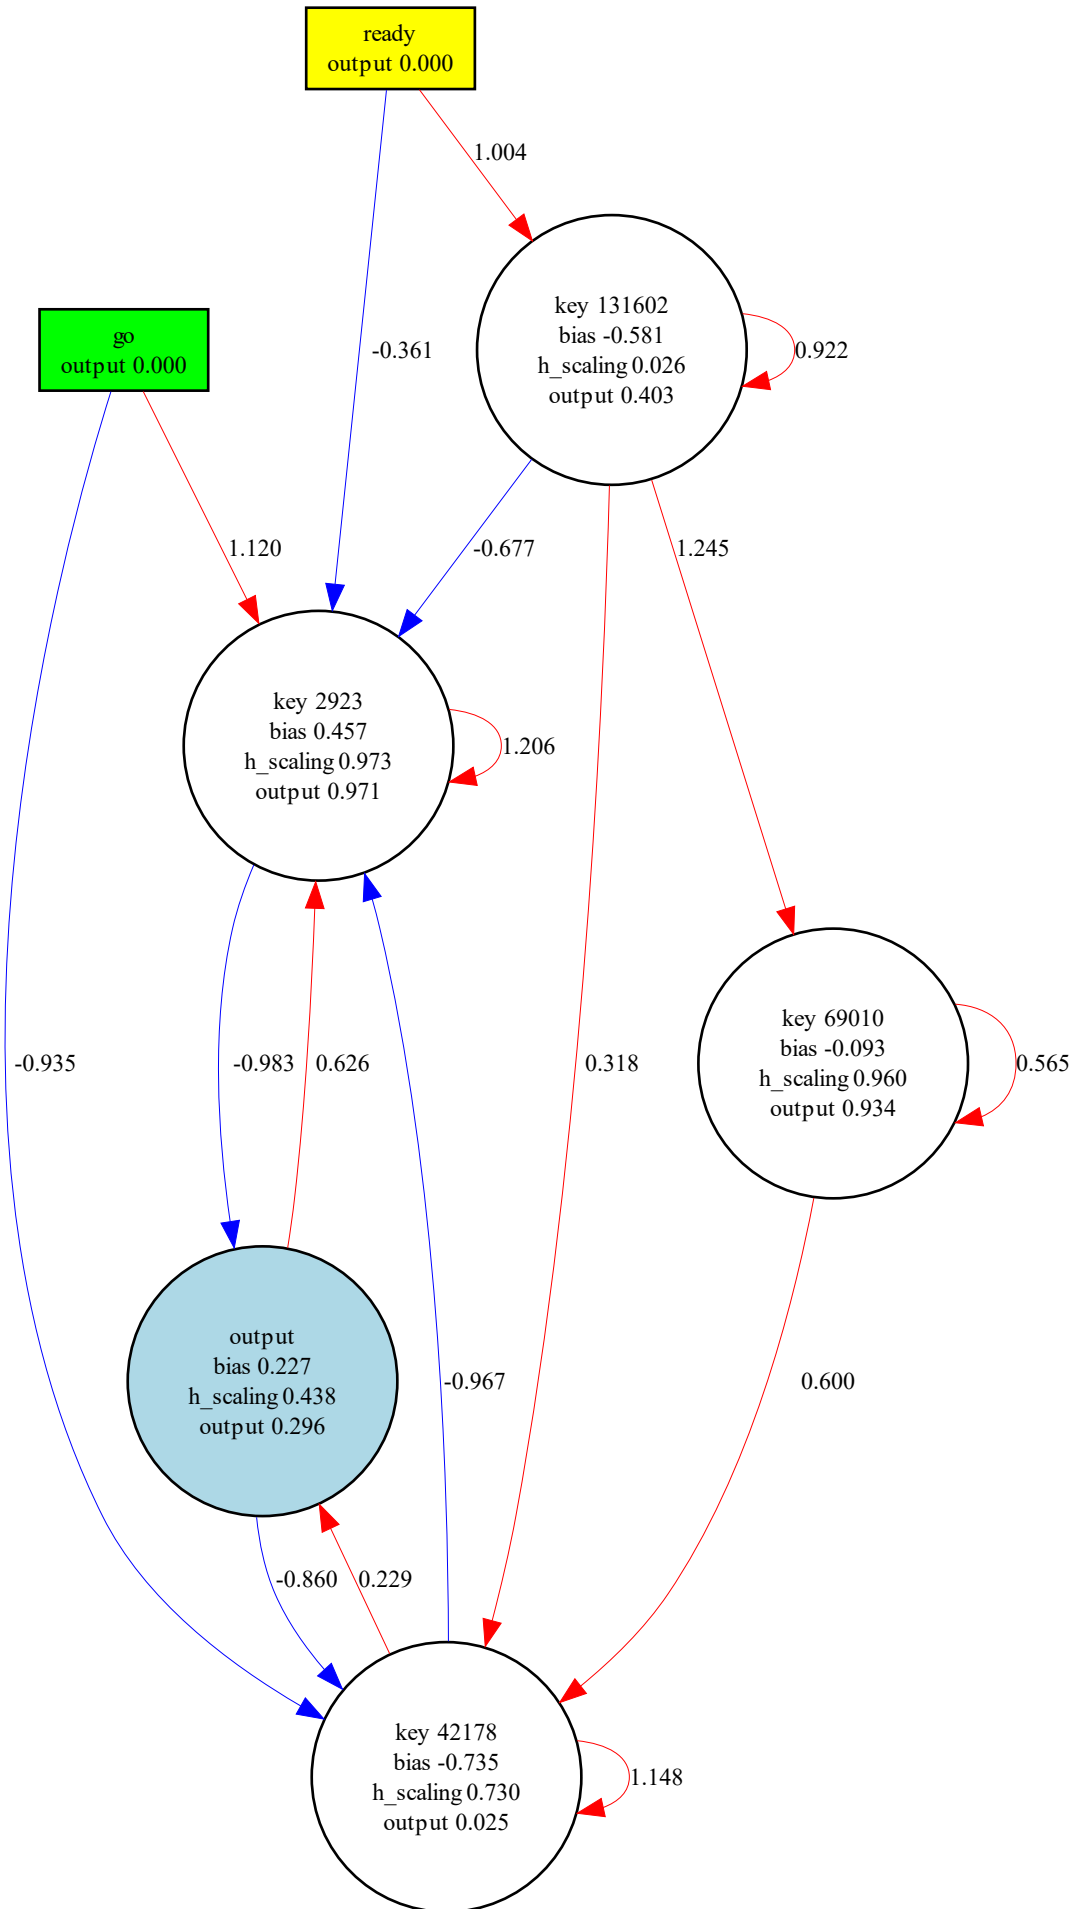 ready
output 0.000
1.004
go
output 0.000
-0.361
key 131602
bias -0.581
h_scaling 0.026
output 0.403
0.922
1.120
-0.677
1.245
key 2923
bias 0.457
h_scaling 0.973
output 0.971
1.206
-0.935
-0.983
0.626
0.318
key 69010
bias -0.093
h_scaling 0.960
output 0.934
0.565
output
bias 0.227
h_scaling 0.438
output 0.296
-0.967
0.600
-0.860
0.229
key 42178
bias -0.735
h_scaling 0.730
output 0.025
1.148